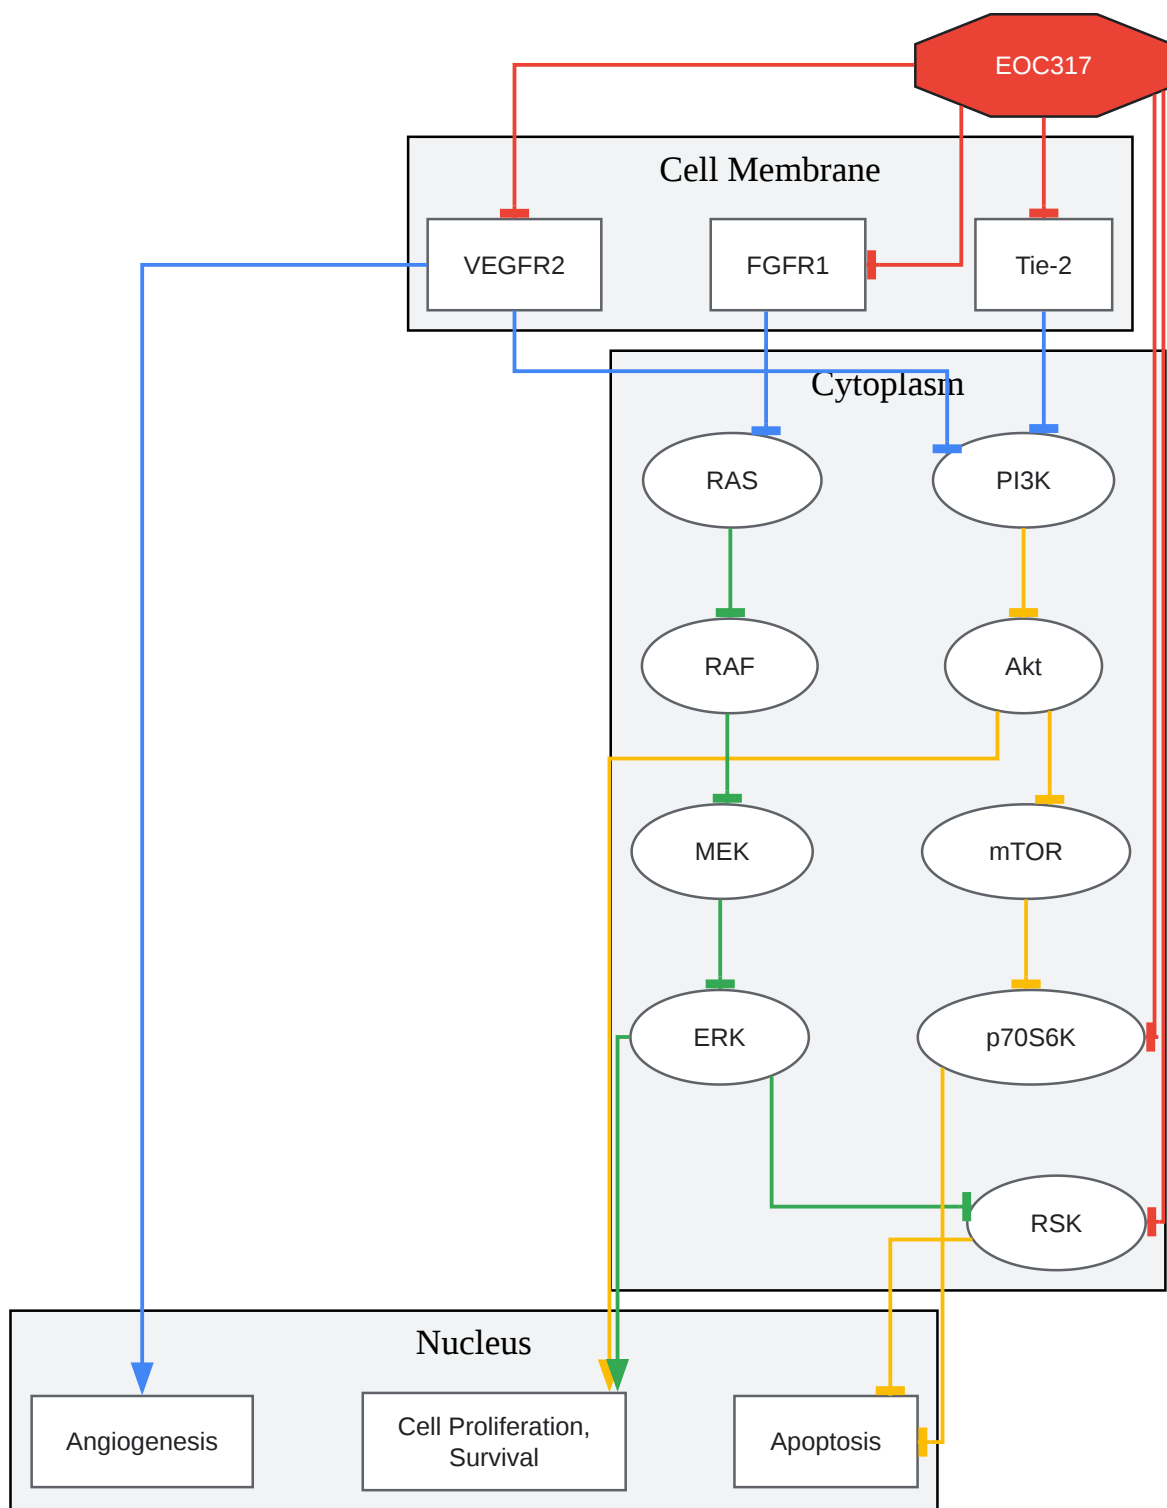 EOC317
Cell Membrane
VEGFR2
FGFR1
Tie-2
Cytoplasm
RAS
PI3K
RAF
Akt
MEK
mTOR
ERK
p70S6K
RSK
Nucleus
Angiogenesis
Cell Proliferation,
Survival
Apoptosis